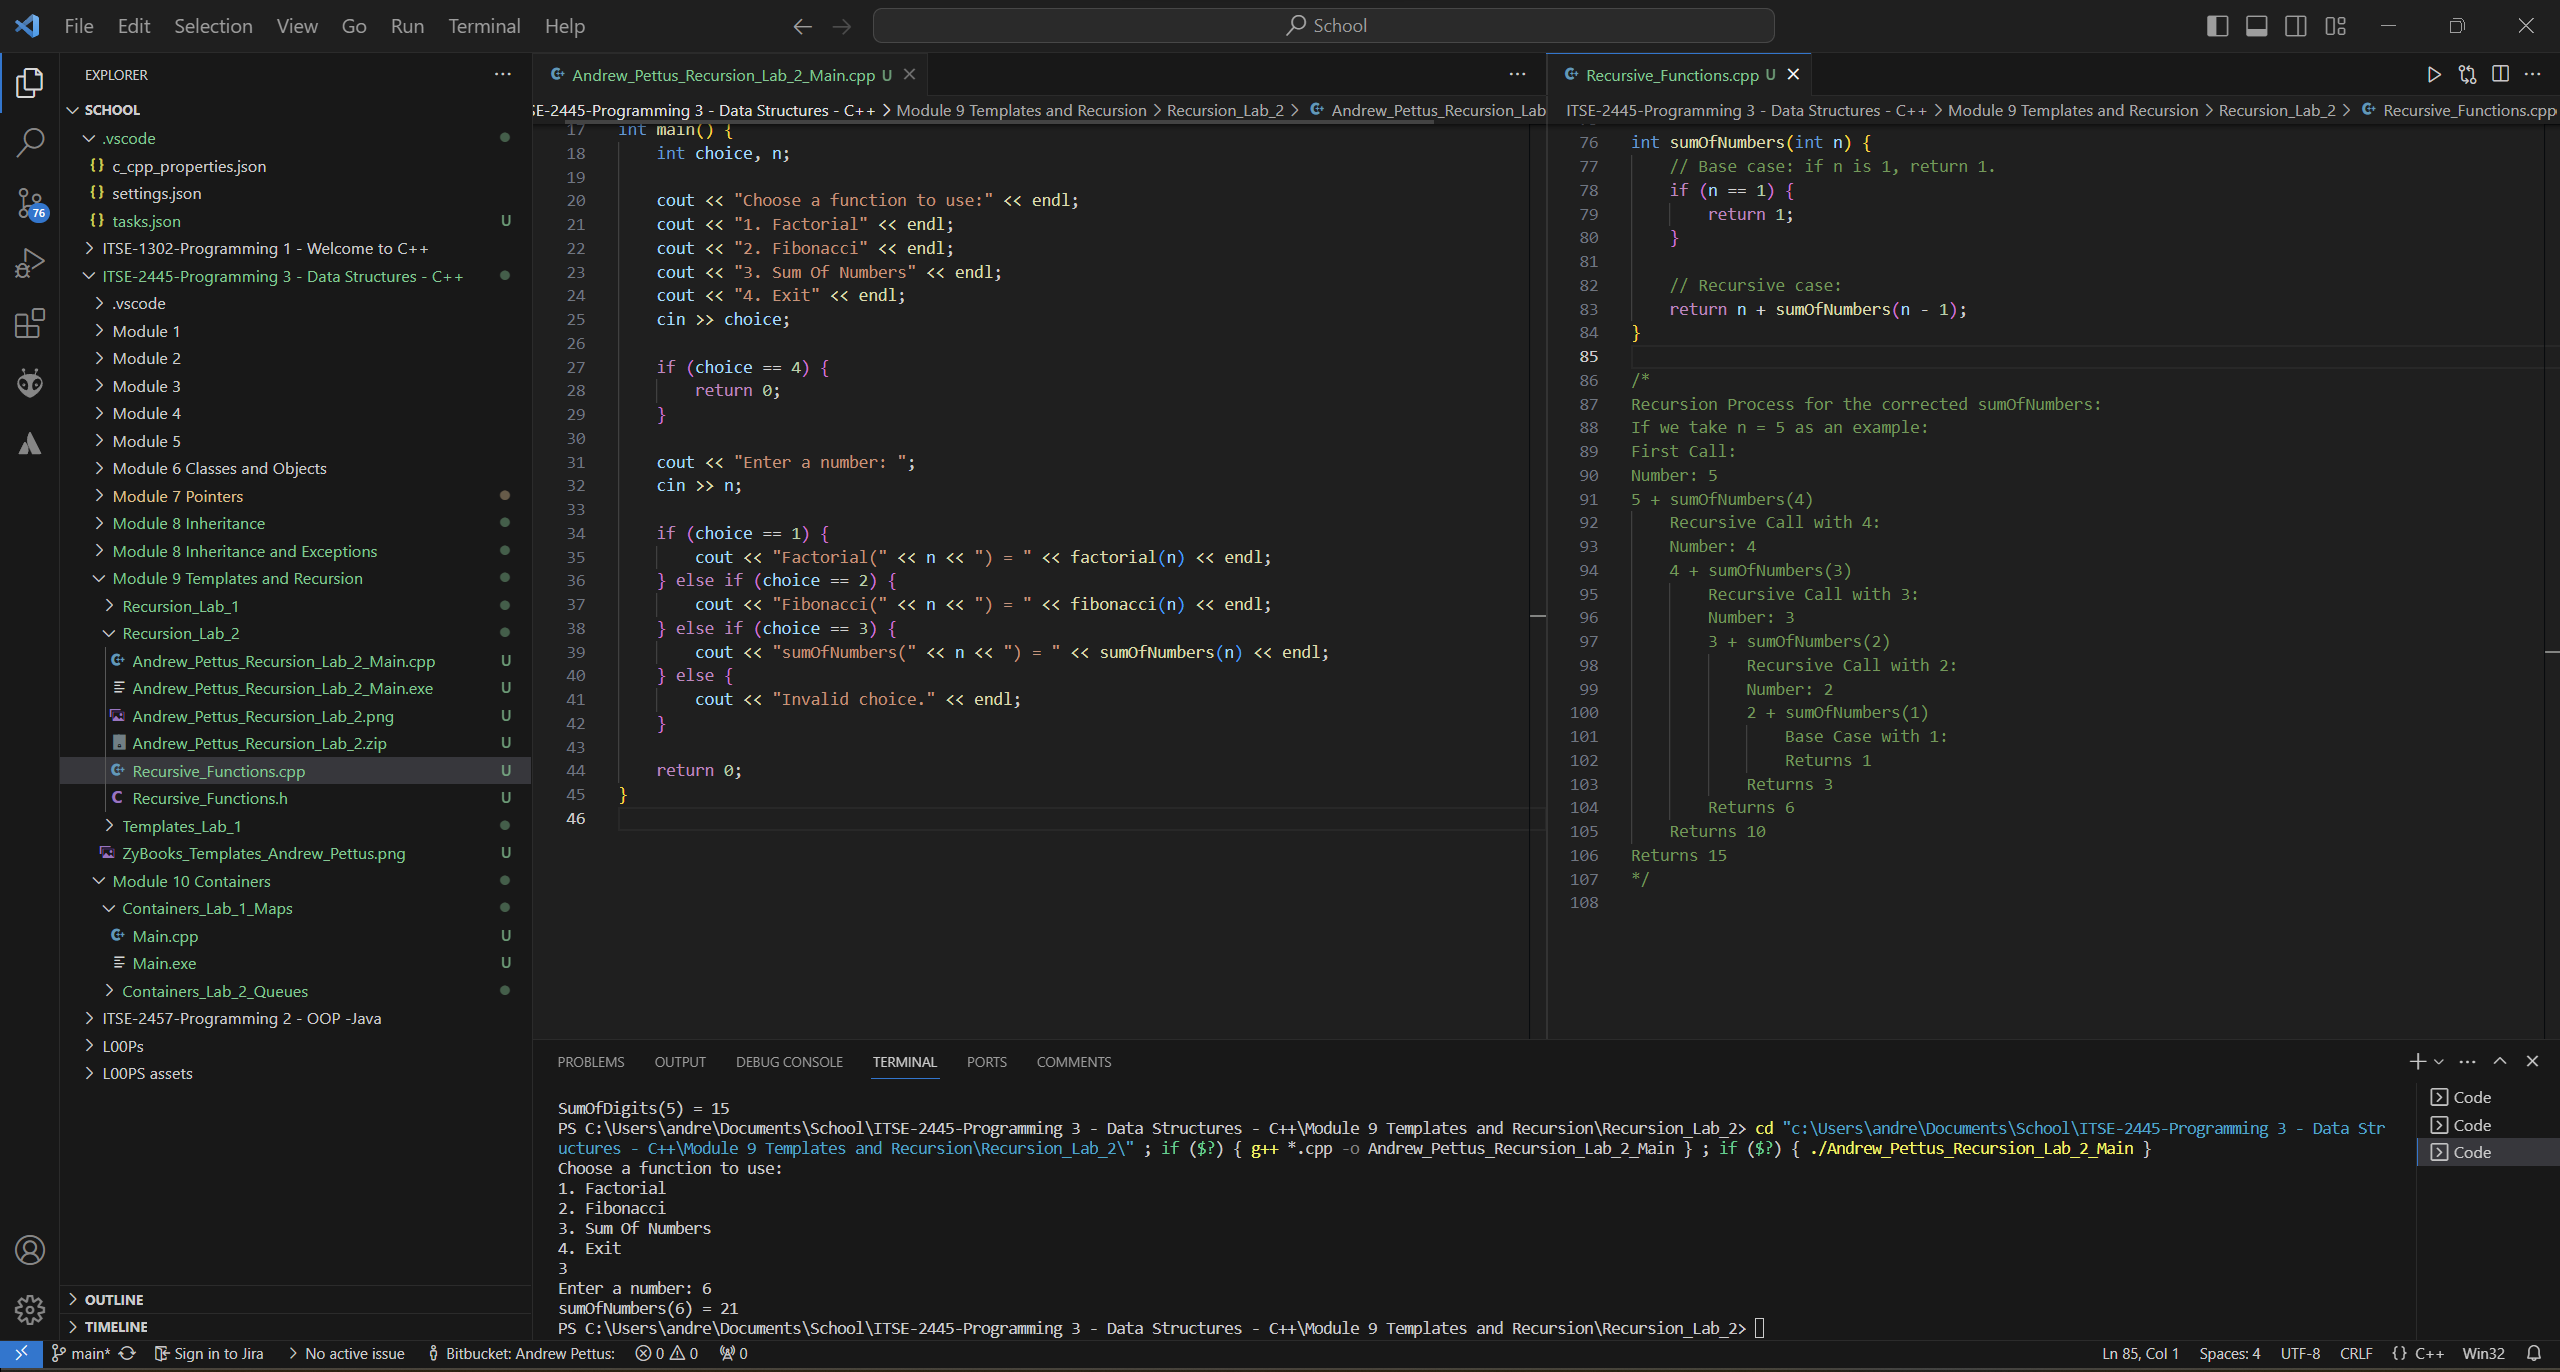 File Edit Selection View Go Run Terminal Help
School
EXPLORER
SCHOOL
.vscode
c_cpp_properties.json
settings.json
tasks.json U
ITSE-1302-Programming 1 - Welcome to C++
ITSE-2445-Programming 3 - Data Structures - C++
.vscode
Module 1
Module 2
Module 3
Module 4
Module 5
Module 6 Classes and Objects
Module 7 Pointers
Module 8 Inheritance
Module 8 Inheritance and Exceptions
Module 9 Templates and Recursion
Recursion_Lab_1
Recursion_Lab_2
Andrew_Pettus_Recursion_Lab_2_Main.cpp U
Andrew_Pettus_Recursion_Lab_2_Main.exe U
Andrew_Pettus_Recursion_Lab_2.png U
Andrew_Pettus_Recursion_Lab_2.zip U
Recursive_Functions.cpp U
Recursive_Functions.h U
Templates_Lab_1
ZyBooks_Templates_Andrew_Pettus.png U
Module 10 Containers
Containers_Lab_1_Maps
Main.cpp U
Main.exe U
Containers_Lab_2_Queues
ITSE-2457-Programming 2 - OOP -Java
L00Ps
L00PS assets
OUTLINE
TIMELINE
76
Andrew_Pettus_Recursion_Lab_2_Main.cpp U
SE-2445-Programming 3 - Data Structures - C++ > Module 9 Templates and Recursion > Recursion_Lab_2 > Andrew_Pettus_Recursion_Lab
17 int main() {
18 int choice, n;
19
20 cout << "Choose a function to use:" << endl;
21 cout << "1. Factorial" << endl;
22 cout << "2. Fibonacci" << endl;
23 cout << "3. Sum Of Numbers" << endl;
24 cout << "4. Exit" << endl;
25 cin >> choice;
26
27 if (choice == 4) {
28 return 0;
29 }
30
31 cout << "Enter a number: ";
32 cin >> n;
33
34 if (choice == 1) {
35 cout << "Factorial(" << n << ") = " << factorial(n) << endl;
36 } else if (choice == 2) {
37 cout << "Fibonacci(" << n << ") = " << fibonacci(n) << endl;
38 } else if (choice == 3) {
39 cout << "sumOfNumbers(" << n << ") = " << sumOfNumbers(n) << endl;
40 } else {
41 cout << "Invalid choice." << endl;
42 }
43
44 return 0;
45 }
46
Recursive_Functions.cpp U
ITSE-2445-Programming 3 - Data Structures - C++ > Module 9 Templates and Recursion > Recursion_Lab_2 > Recursive_Functions.cpp
76 int sumOfNumbers(int n) {
77 // Base case: if n is 1, return 1.
78 if (n == 1) {
79 return 1;
80 }
81
82 // Recursive case:
83 return n + sumOfNumbers(n - 1);
84 }
85
86 /*
87 Recursion Process for the corrected sumOfNumbers:
88 If we take n = 5 as an example:
89 First Call:
90 Number: 5
91 5 + sumOfNumbers(4)
92 Recursive Call with 4:
93 Number: 4
94 4 + sumOfNumbers(3)
95 Recursive Call with 3:
96 Number: 3
97 3 + sumOfNumbers(2)
98 Recursive Call with 2:
99 Number: 2
100 2 + sumOfNumbers(1)
101 Base Case with 1:
102 Returns 1
103 Returns 3
104 Returns 6
105 Returns 10
106 Returns 15
107 */
108
PROBLEMS OUTPUT DEBUG CONSOLE TERMINAL PORTS COMMENTS
SumOfDigits(5) = 15
PS C:\Users\andre\Documents\School\ITSE-2445-Programming 3 - Data Structures - C++\Module 9 Templates and Recursion\Recursion_Lab_2> cd "c:\Users\andre\Documents\School\ITSE-2445-Programming 3 - Data Str
uctures - C++\Module 9 Templates and Recursion\Recursion_Lab_2\" ; if ($?) { g++ *.cpp -o Andrew_Pettus_Recursion_Lab_2_Main } ; if ($?) { ./Andrew_Pettus_Recursion_Lab_2_Main }
Choose a function to use:
1. Factorial
2. Fibonacci
3. Sum Of Numbers
4. Exit
3
Enter a number: 6
sumOfNumbers(6) = 21
PS C:\Users\andre\Documents\School\ITSE-2445-Programming 3 - Data Structures - C++\Module 9 Templates and Recursion\Recursion_Lab_2>
Code
Code
Code
main* Sign in to Jira No active issue Bitbucket: Andrew Pettus: 0 0 0
Ln 85, Col 1 Spaces: 4 UTF-8 CRLF {} C++ Win32